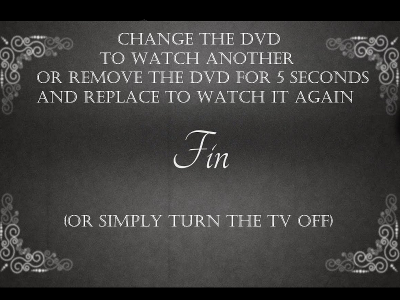 CHANGE THE DVD
TO WATCH ANOTHER
OR REMOVE THE DVD FOR 5 SECONDS
AND REPLACE TO WATCH IT AGAIN
Fin
(OR SIMPLY TURN THE TV OFF)